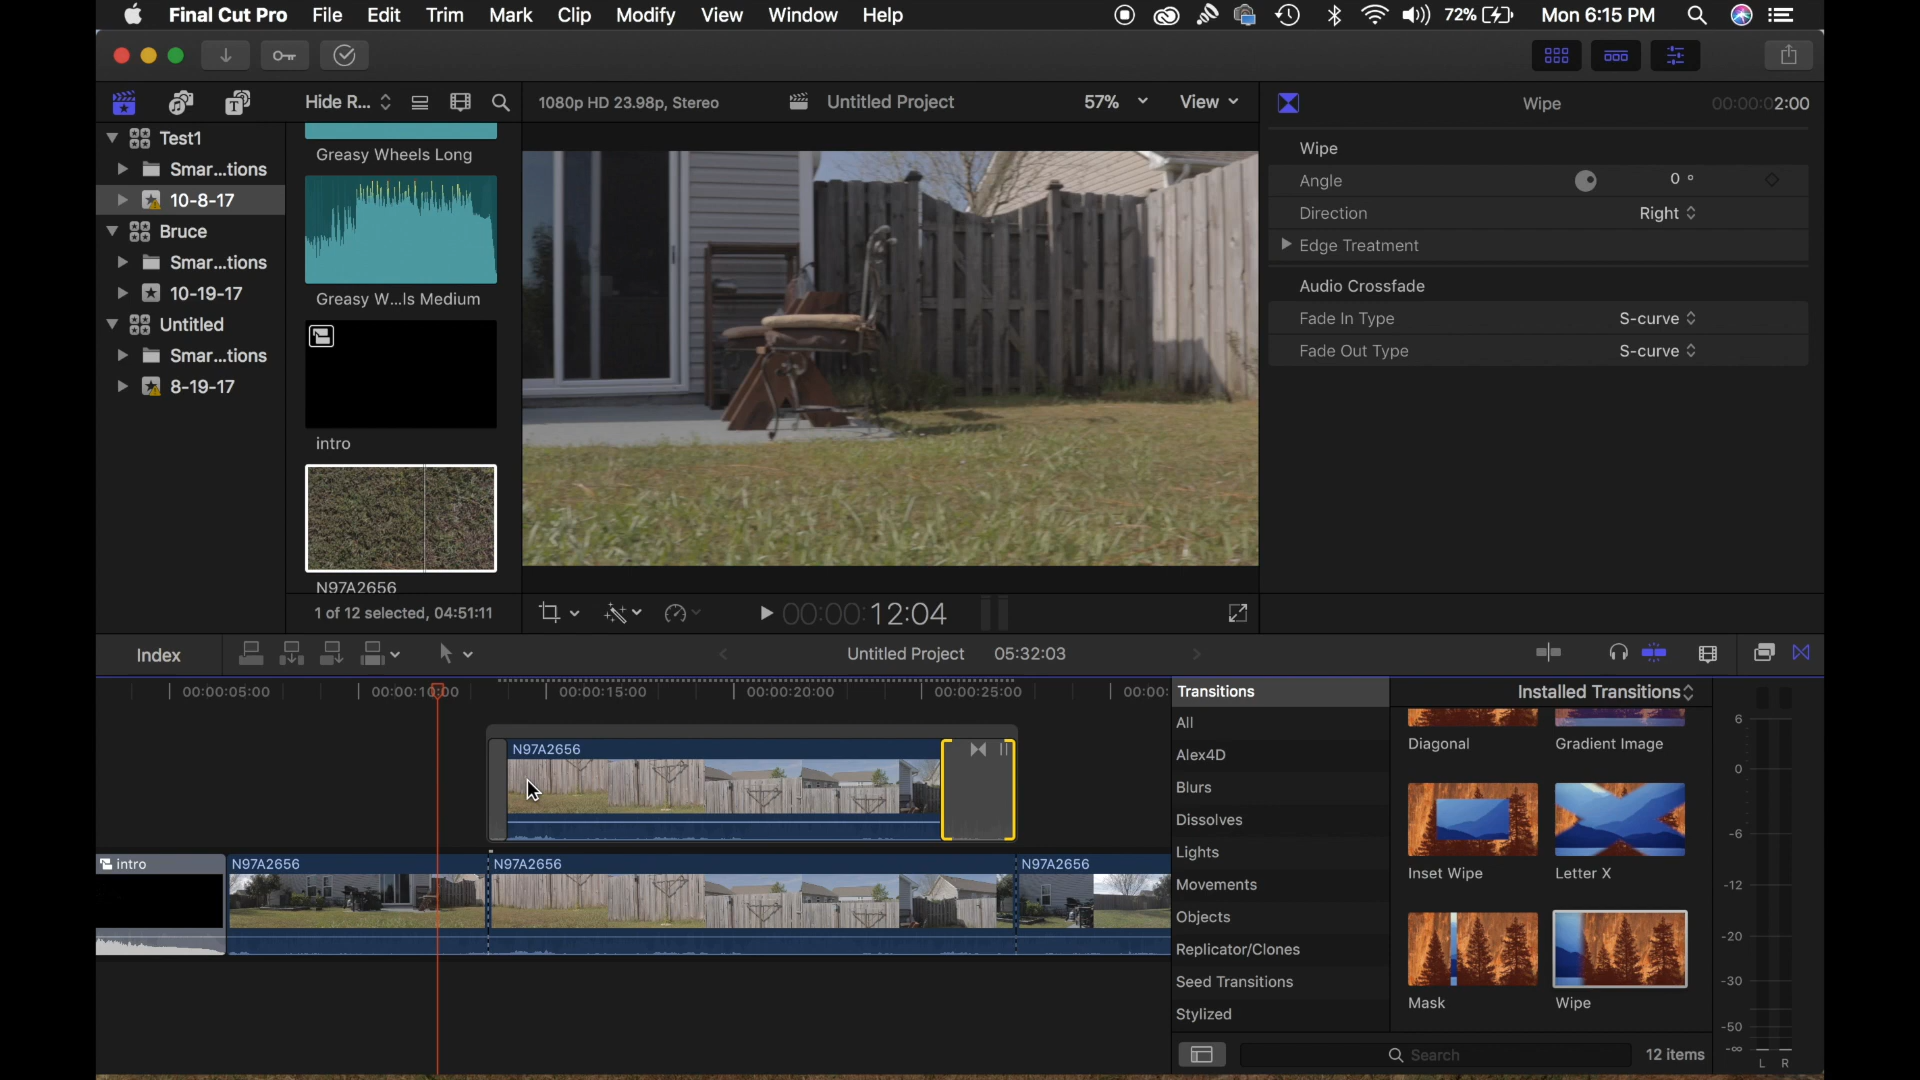 Final Cut Pro File Edit Trim Mark Clip Modify View Window Help 72% Mon 6:15 PM
Hide R... 1080p HD 23.98p, Stereo Untitled Project 57% View Wipe 00:00:02:00
Test1
Smar...tions
10-8-17
Bruce
Smar...tions
10-19-17
Untitled
Smar...tions
8-19-17
Greasy Wheels Long
Greasy W...ls Medium
intro
N97A2656
1 of 12 selected, 04:51:11
00:00:12:04
Wipe
Angle 0 °
Direction Right
Edge Treatment
Audio Crossfade
Fade In Type S-curve
Fade Out Type S-curve
Index Untitled Project 05:32:03
00:00:05:00 00:00:10:00 00:00:15:00 00:00:20:00 00:00:25:00 00:00:
N97A2656
intro N97A2656 N97A2656 N97A2656
Transitions
All
Alex4D
Blurs
Dissolves
Lights
Movements
Objects
Replicator/Clones
Seed Transitions
Stylized
Installed Transitions
Diagonal Gradient Image
Inset Wipe Letter X
Mask Wipe
Search 12 items
6
0
-6
-12
-20
-30
-50
-∞
L R